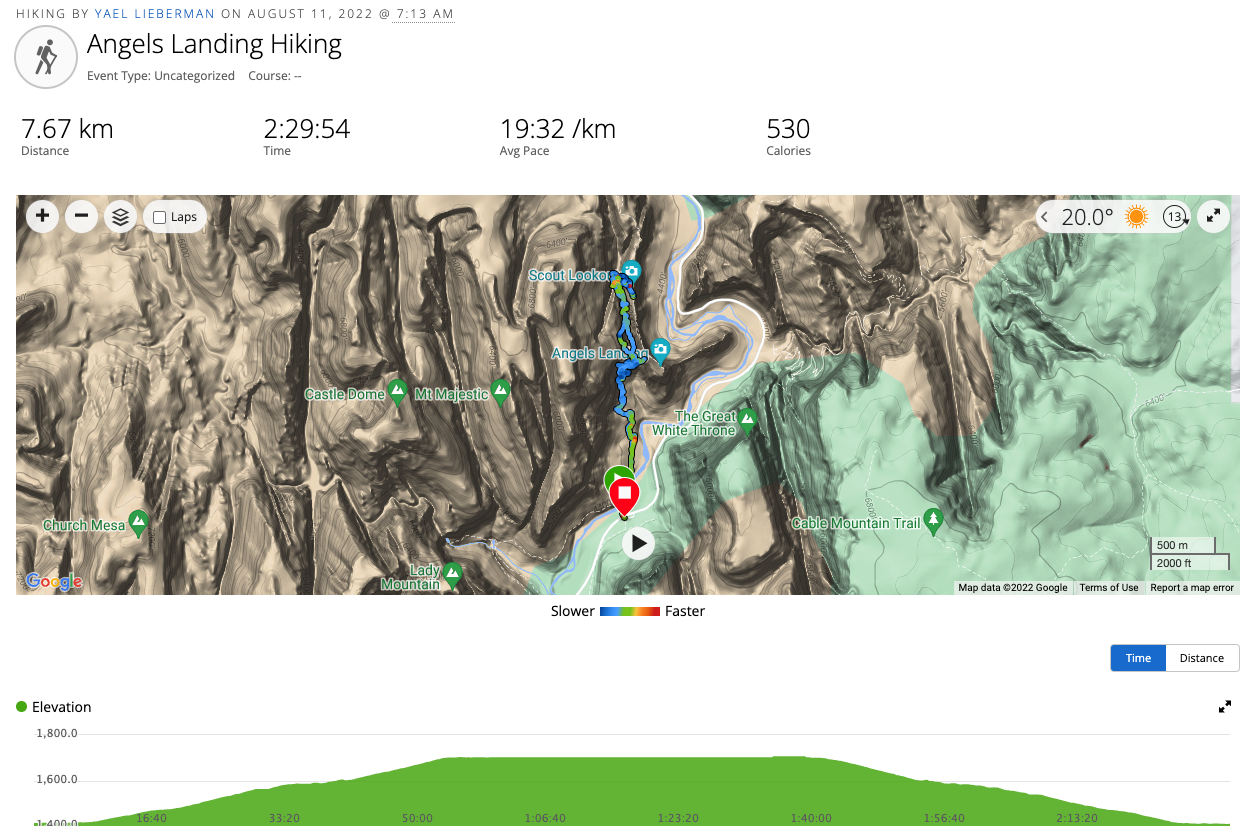 HIKING BY YAEL LIEBERMAN ON AUGUST 11, 2022 @ 7:13 AM
Angels Landing Hiking
Event Type: Uncategorized Course: --
7.67 km 2:29:54 19:32 /km 530
Distance Time Avg Pace Calories
+ − Laps 20.0° 13
6400'
Scout Looko
4400'
6600'
Angels Landing
Castle Dome Mt Majestic
6400'
The Great
White Throne
6800'
Church Mesa
Cable Mountain Trail
500 m
2000 ft
Lady
Mountain
Google
Map data ©2022 Google Terms of Use Report a map error
Slower Faster
Time Distance
Elevation
1,800.0
1,600.0
1,400.0 16:40 33:20 50:00 1:06:40 1:23:20 1:40:00 1:56:40 2:13:20